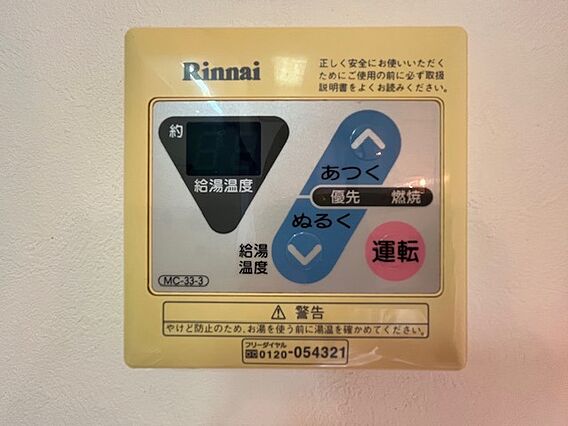 Rinnai
正しく安全にお使いいただく
ためにご使用の前に必ず取扱
説明書をよくお読みください。
約
給湯温度
あつく
優先 燃焼
ぬるく
給湯
温度
運転
MC-33-3
⚠ 警告
やけど防止のため、お湯を使う前に湯温を確かめてください。
フリーダイヤル
0120-054321